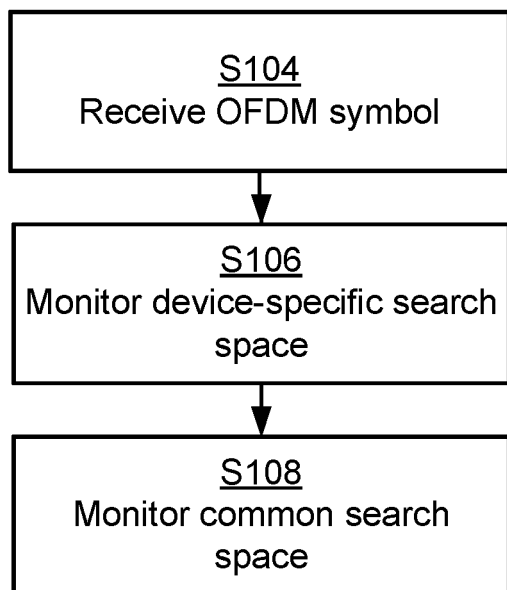 S104
Receive OFDM symbol
S106
Monitor device-specific search
space
S108
Monitor common search
space